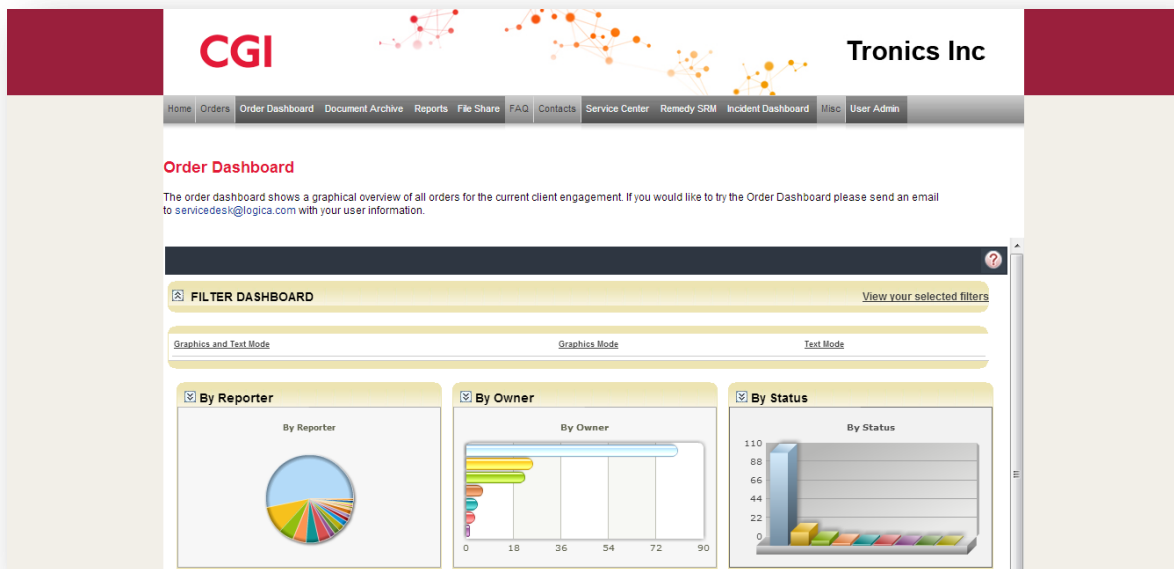 CGI
Tronics Inc
Home Orders Order Dashboard Document Archive Reports File Share FAQ Contacts Service Center Remedy SRM Incident Dashboard Misc User Admin
Order Dashboard
The order dashboard shows a graphical overview of all orders for the current client engagement. If you would like to try the Order Dashboard please send an email
to servicedesk@logica.com with your user information.
?
FILTER DASHBOARD View your selected filters
Graphics and Text Mode Graphics Mode Text Mode
By Reporter By Owner By Status
By Reporter
By Owner
0 18 36 54 72 90
By Status
110
88
66
44
22
0